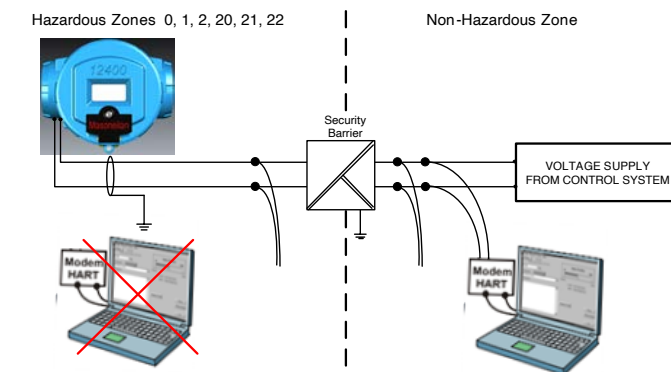 Hazardous Zones 0, 1, 2, 20, 21, 22
Non-Hazardous Zone
12400
Masoneilan
Security
Barrier
VOLTAGE SUPPLY
FROM CONTROL SYSTEM
Modem
HART
Modem
HART